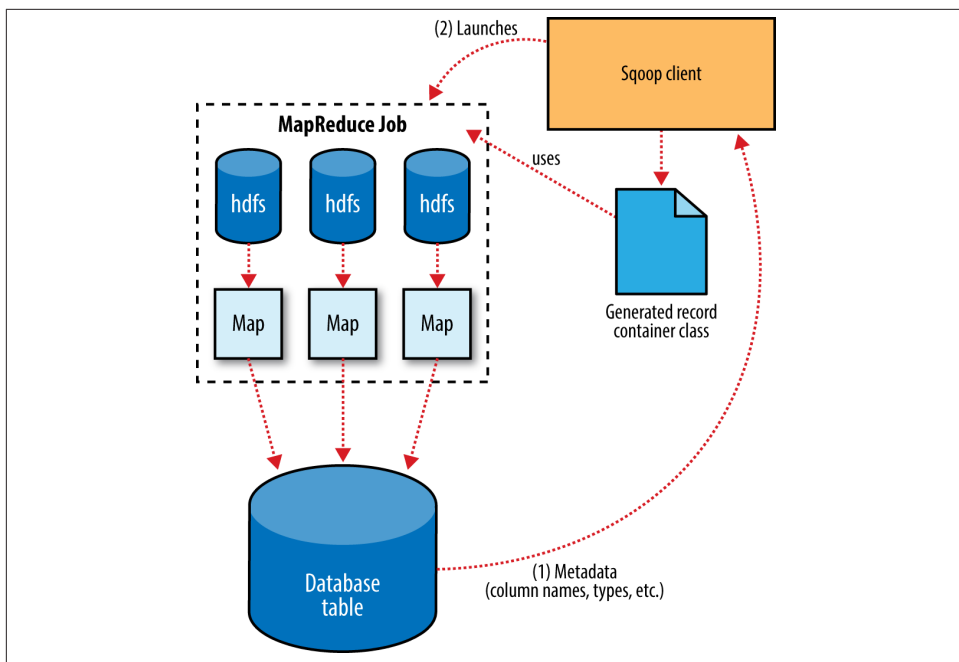 (2) Launches
Sqoop client
MapReduce Job
uses
hdfs
hdfs
hdfs
Map
Map
Map
Generated record
container class
(1) Metadata
(column names, types, etc.)
Database
table